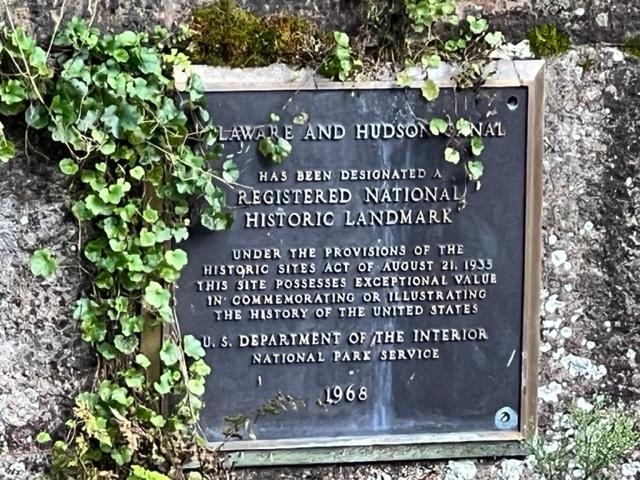 LAWARE AND HUDSON CANAL
HAS BEEN DESIGNATED A
REGISTERED NATIONAL
HISTORIC LANDMARK
UNDER THE PROVISIONS OF THE
HISTORIC SITES ACT OF AUGUST 21, 1935
THIS SITE POSSESSES EXCEPTIONAL VALUE
IN COMMEMORATING OR ILLUSTRATING
THE HISTORY OF THE UNITED STATES
U. S. DEPARTMENT OF THE INTERIOR
NATIONAL PARK SERVICE
1968